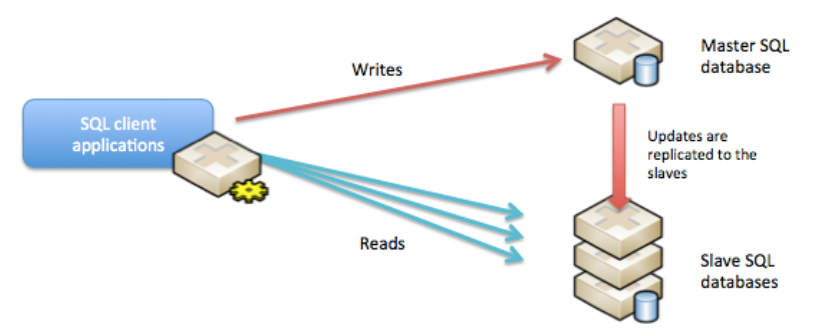 Master SQL
database
Writes
SQL client
applications
Updates are
replicated to the
slaves
Reads
Slave SQL
databases